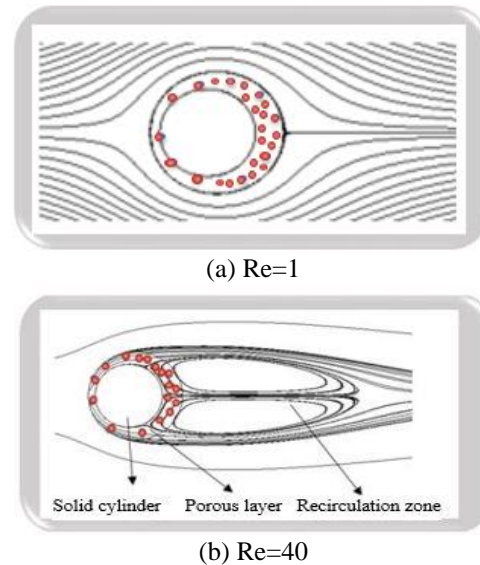 (a) Re=1
Solid cylinder Porous layer Recirculation zone
(b) Re=40